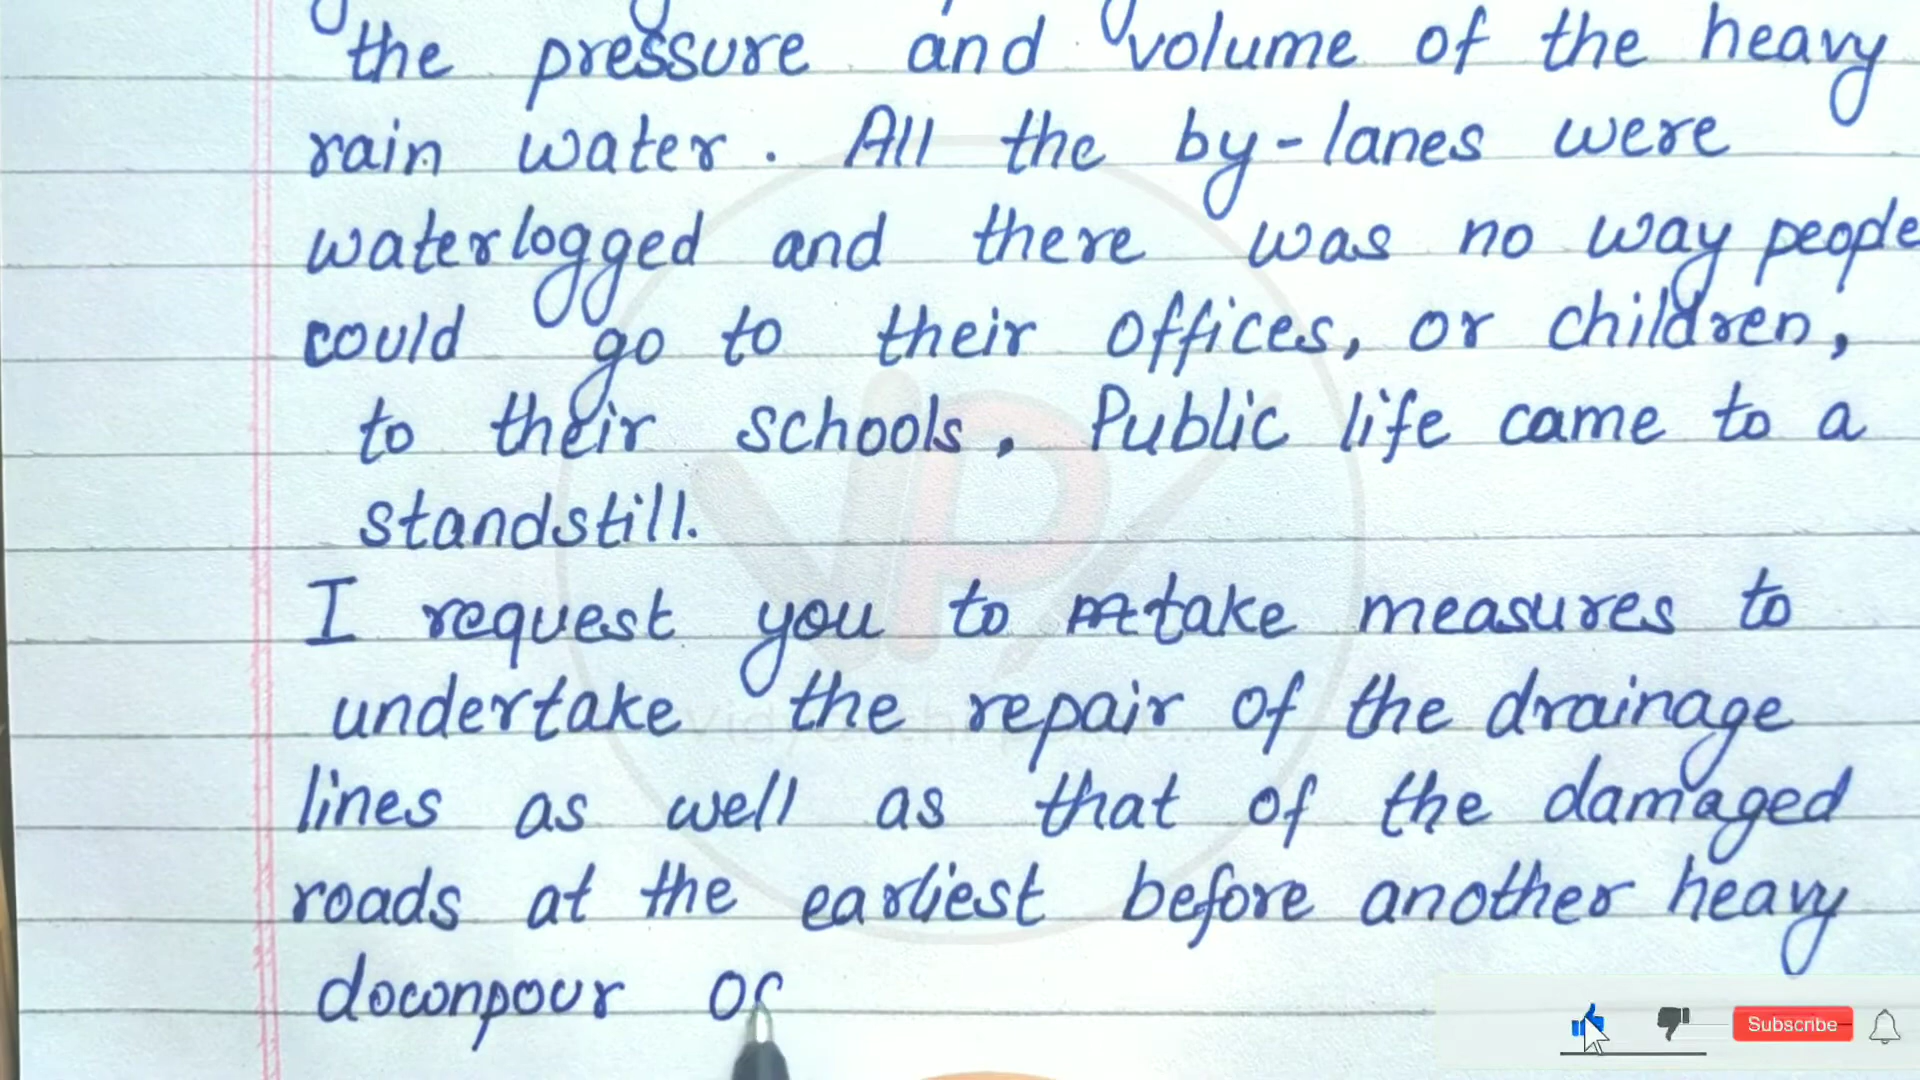 the pressure and volume of the heavy
rain water. All the by-lanes were
waterlogged and there was no way people
could go to their offices, or children,
to their schools. Public life came to a
standstill.
I request you to take measures to
undertake the repair of the drainage
lines as well as that of the damaged
roads at the earliest before another heavy
downpour oc
Subscribe